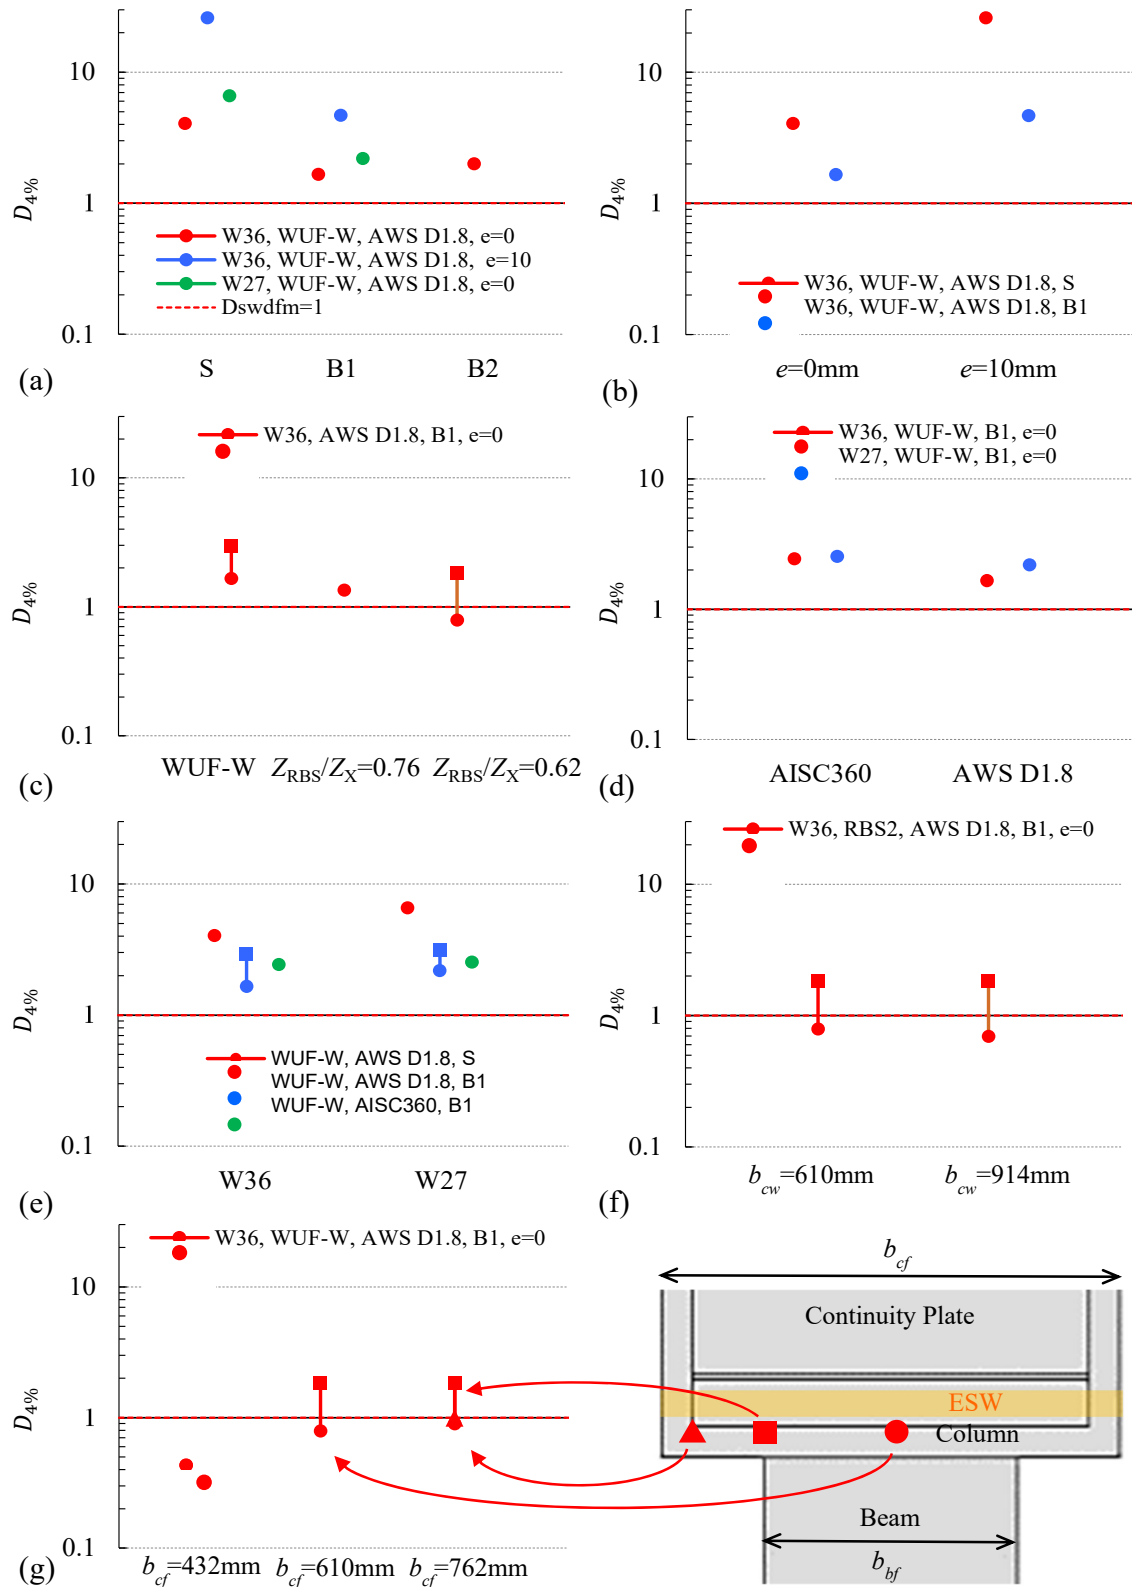 10
1
0.1
D4%
W36, WUF-W, AWS D1.8, e=0
W36, WUF-W, AWS D1.8, e=10
W27, WUF-W, AWS D1.8, e=0
Dswdfm=1
S B1 B2
(a)
10
1
0.1
D4%
W36, WUF-W, AWS D1.8, S
W36, WUF-W, AWS D1.8, B1
e=0mm e=10mm
(b)
W36, AWS D1.8, B1, e=0
10
1
0.1
D4%
WUF-W ZRBS/ZX=0.76 ZRBS/ZX=0.62
(c)
W36, WUF-W, B1, e=0
W27, WUF-W, B1, e=0
10
1
0.1
D4%
AISC360 AWS D1.8
(d)
10
1
0.1
D4%
WUF-W, AWS D1.8, S
WUF-W, AWS D1.8, B1
WUF-W, AISC360, B1
W36 W27
(e)
W36, RBS2, AWS D1.8, B1, e=0
10
1
0.1
D4%
bcw=610mm bcw=914mm
(f)
W36, WUF-W, AWS D1.8, B1, e=0
10
1
0.1
D4%
bcf=432mm bcf=610mm bcf=762mm
(g)
bcf
Continuity Plate
ESW
Column
Beam
bbf